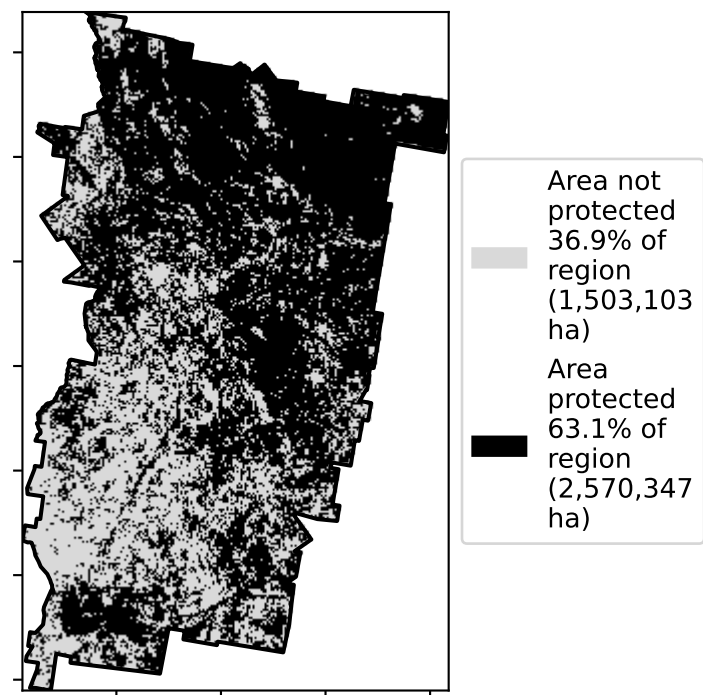 Area not
protected
36.9% of
region
(1,503,103
ha)
Area
protected
63.1% of
region
(2,570,347
ha)